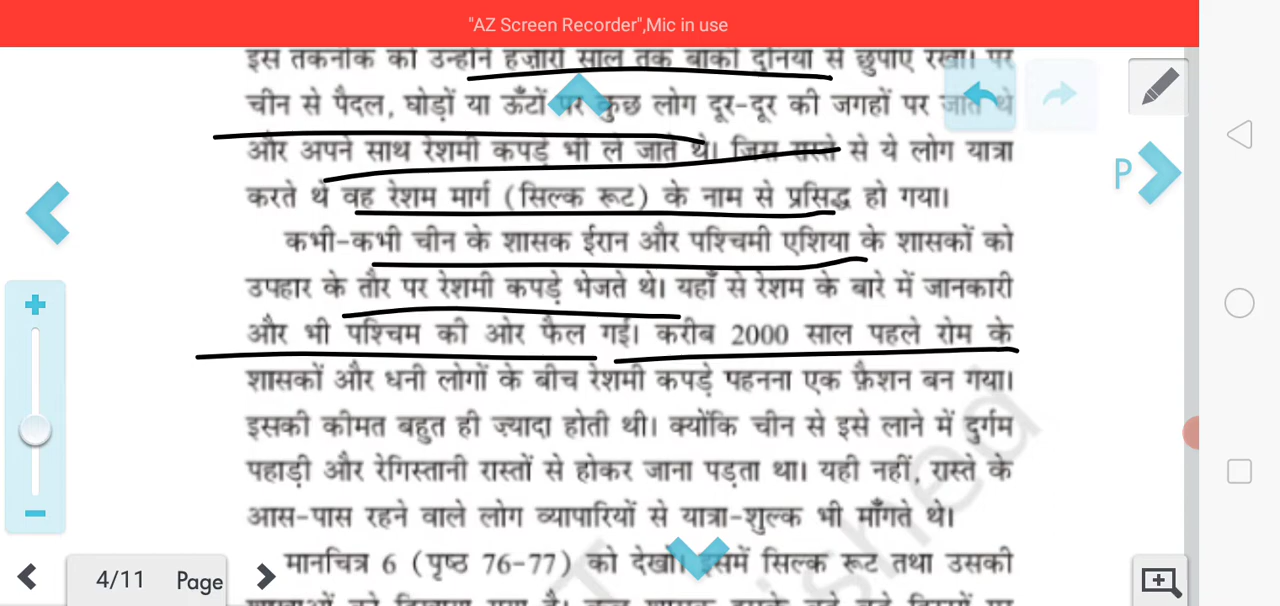 "AZ Screen Recorder",Mic in use
इस तकनीक को उन्होंने हज़ारों साल तक बाकी दुनिया से छुपाए रखा। पर
चीन से पैदल, घोड़ों या ऊँटों पर कुछ लोग दूर-दूर की जगहों पर जाते थे
और अपने साथ रेशमी कपड़े भी ले जाते थे। जिस रास्ते से ये लोग यात्रा
करते थे वह रेशम मार्ग (सिल्क रूट) के नाम से प्रसिद्ध हो गया।
कभी-कभी चीन के शासक ईरान और पश्चिमी एशिया के शासकों को
उपहार के तौर पर रेशमी कपड़े भेजते थे। यहाँ से रेशम के बारे में जानकारी
और भी पश्चिम की ओर फैल गई। करीब 2000 साल पहले रोम के
शासकों और धनी लोगों के बीच रेशमी कपड़े पहनना एक फ़ैशन बन गया।
इसकी कीमत बहुत ही ज़्यादा होती थी। क्योंकि चीन से इसे लाने में दुर्गम
पहाड़ी और रेगिस्तानी रास्तों से होकर जाना पड़ता था। यही नहीं, रास्ते के
आस-पास रहने वाले लोग व्यापारियों से यात्रा-शुल्क भी माँगते थे।
मानचित्र 6 (पृष्ठ 76-77) को देखो। इसमें सिल्क रूट तथा उसकी
P
4/11 Page